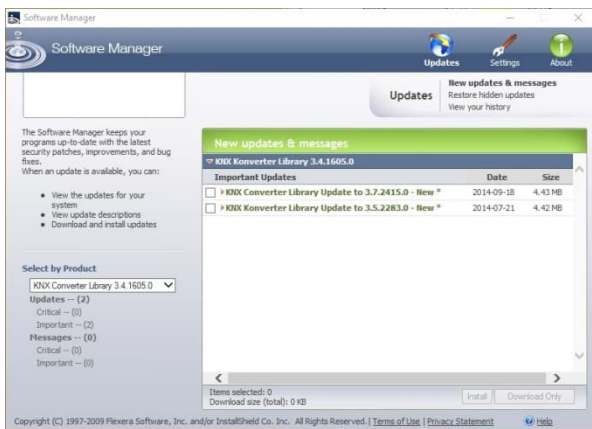 Software Manager
Software Manager
Updates
Settings
About
Updates
New updates & messages
Restore hidden updates
View your history
The Software Manager keeps your
programs up-to-date with the latest
security patches, improvements, and bug
fixes.
When an update is available, you can:
View the updates for your
system
View update descriptions
Download and install updates
Select by Product
KNX Converter Library 3.4.1605.0
Updates -- (2)
Critical -- (0)
Important -- (2)
Messages -- (0)
Critical -- (0)
Important -- (0)
New updates & messages
KNX Konverter Library 3.4.1605.0
Important Updates Date Size
KNX Converter Library Update to 3.7.2415.0 - New * 2014-09-18 4.43 MB
KNX Konverter Library Update to 3.5.2283.0 - New * 2014-07-21 4.42 MB
Items selected: 0
Download size (total): 0 KB
Install
Download Only
Copyright (C) 1997-2009 Flexera Software, Inc. and/or InstallShield Co. Inc. All Rights Reserved. | Terms of Use | Privacy Statement
Help